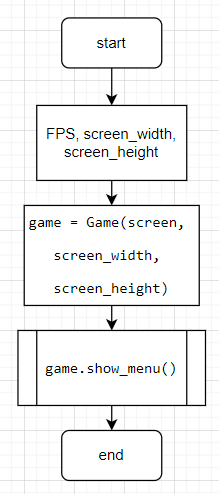 start
FPS, screen_width,
screen_height
game = Game(screen,
screen_width,
screen_height)
game.show_menu()
end